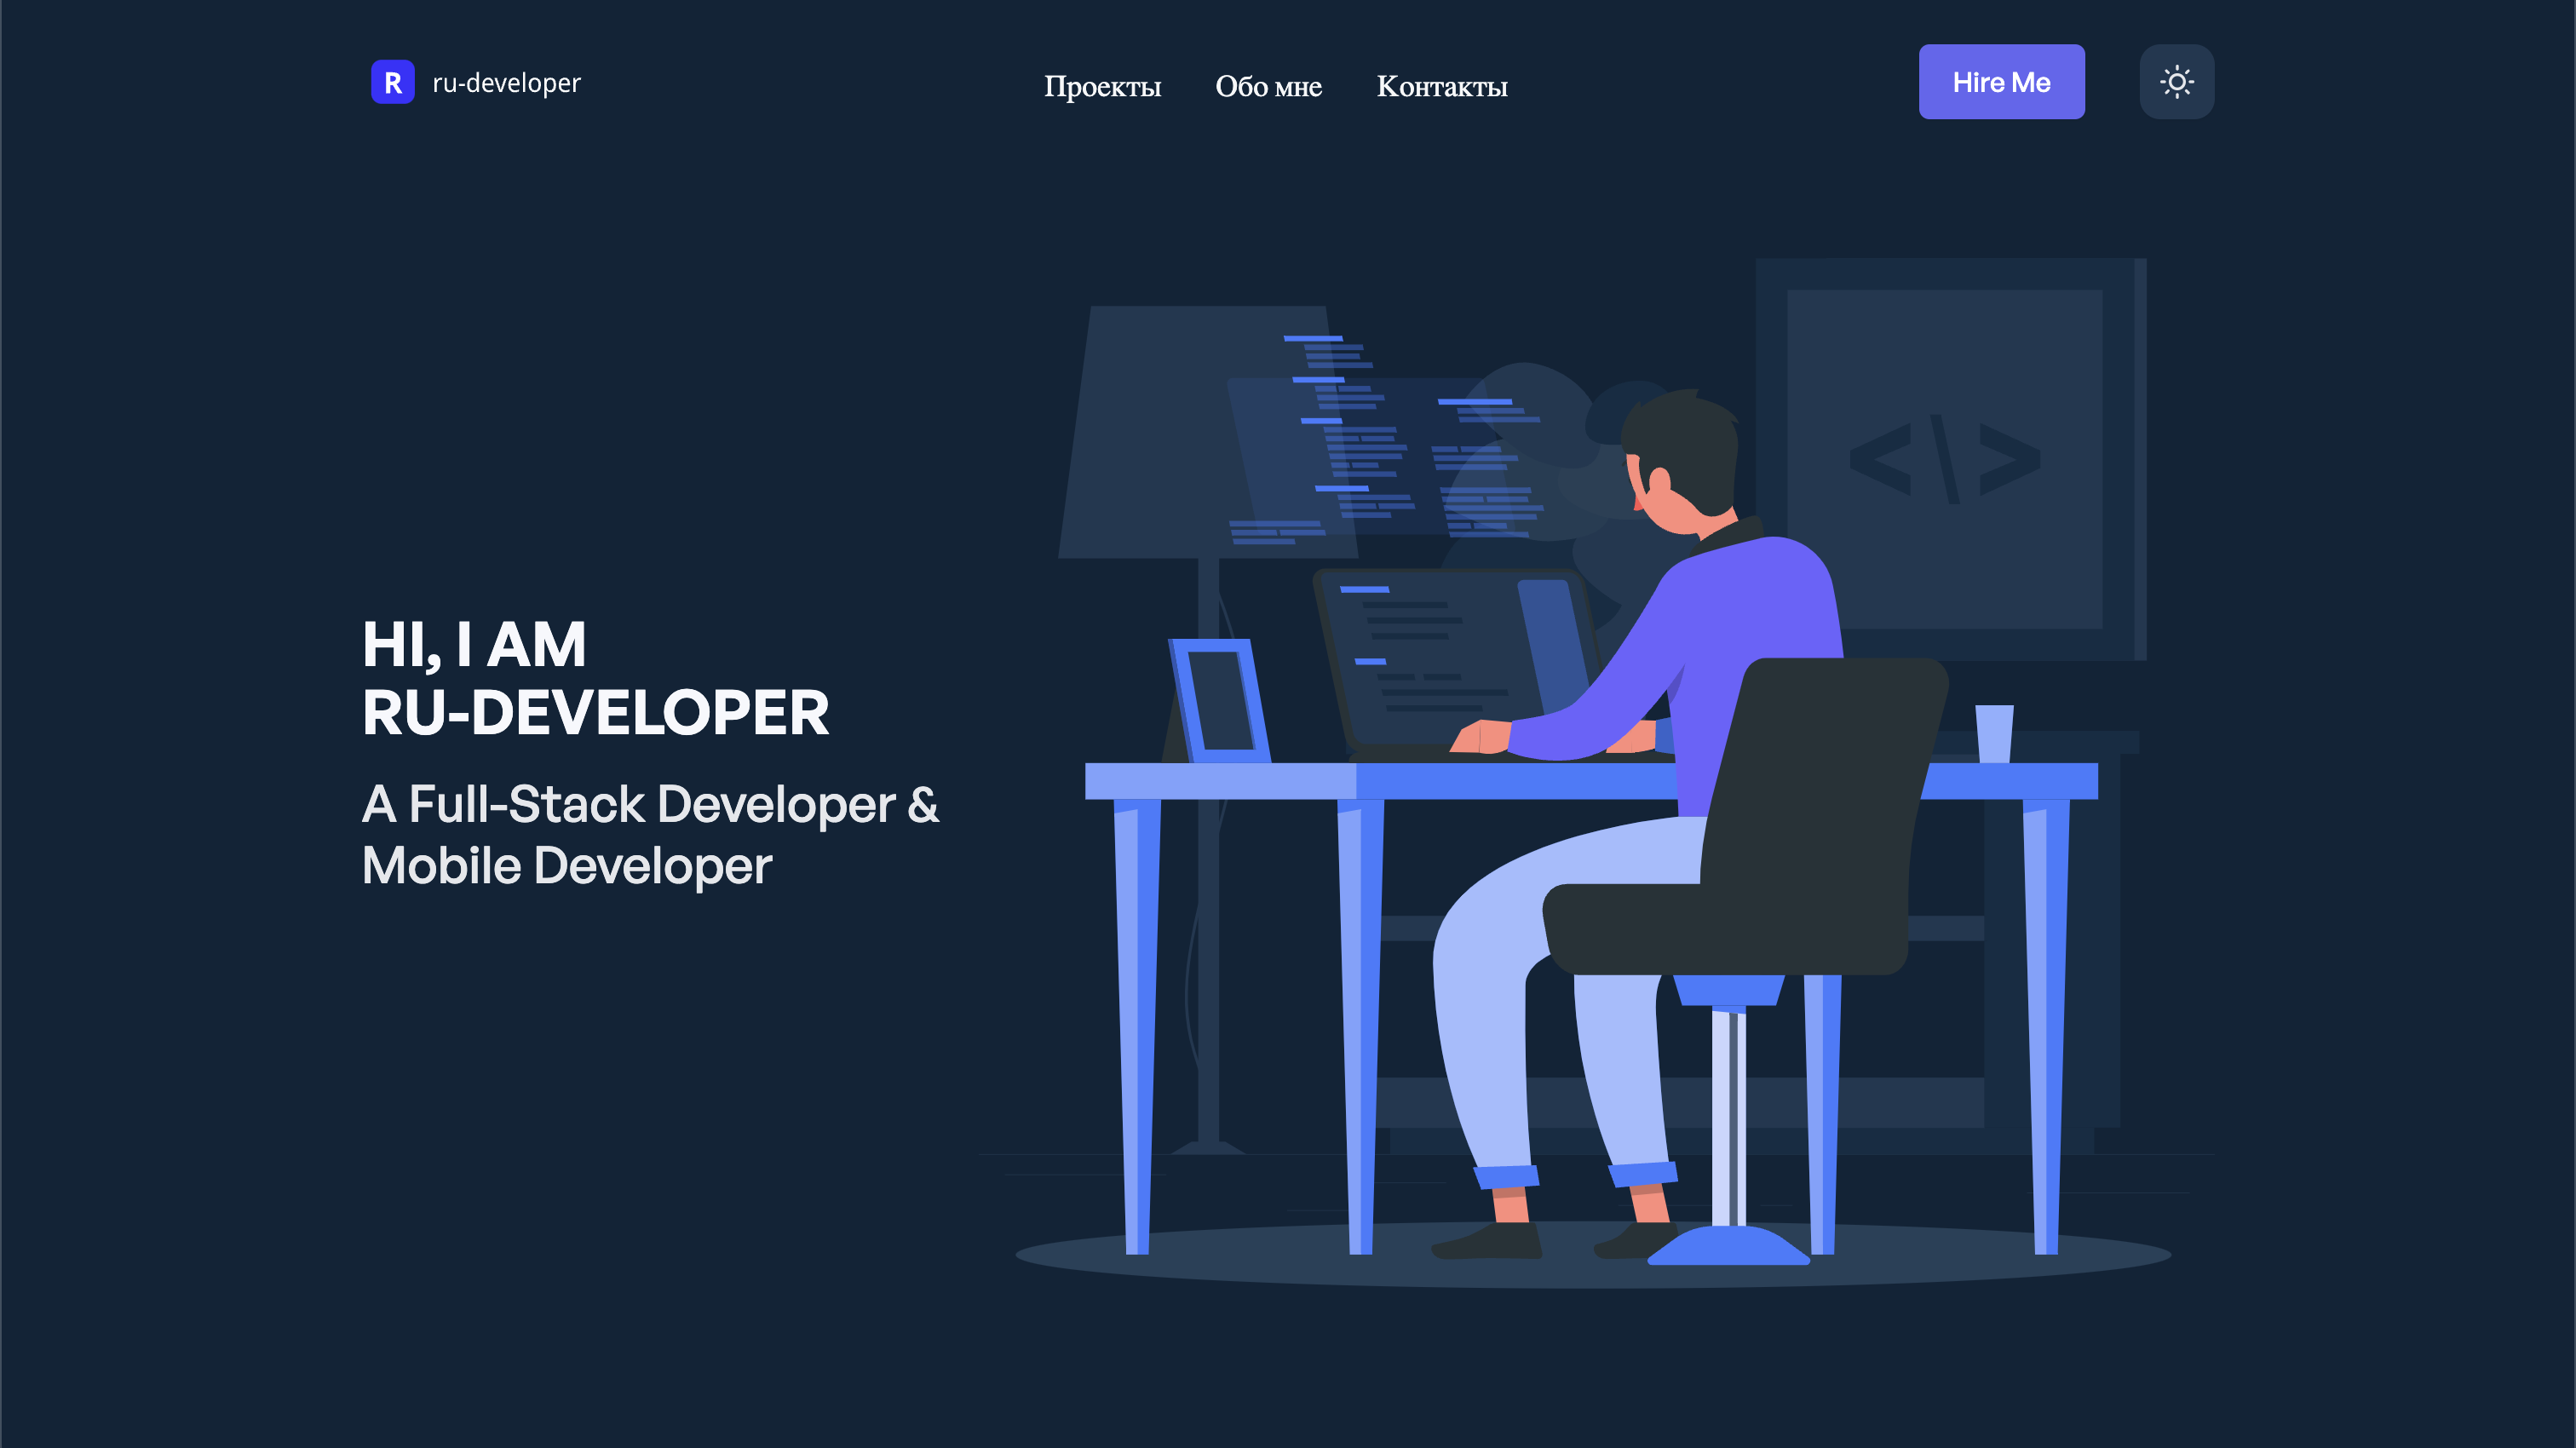 R ru-developer
Проекты Обо мне Контакты
Hire Me
<\>
HI, I AM
RU-DEVELOPER
A Full-Stack Developer &
Mobile Developer